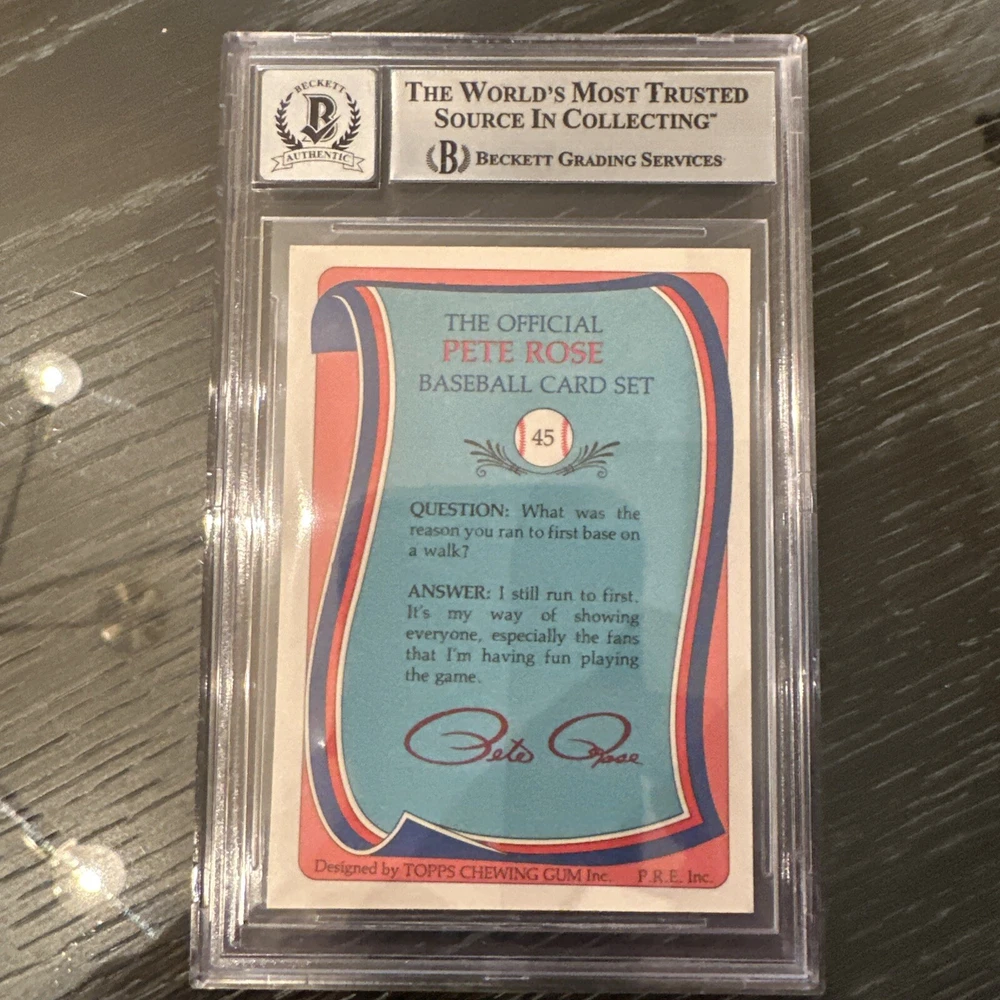 BECKETT
B
AUTHENTIC
THE WORLD'S MOST TRUSTED
SOURCE IN COLLECTING™
B BECKETT GRADING SERVICES
THE OFFICIAL
PETE ROSE
BASEBALL CARD SET
45
QUESTION: What was the
reason you ran to first base on
a walk?
ANSWER: I still run to first.
It's my way of showing
everyone, especially the fans
that I'm having fun playing
the game.
Pete Rose
Designed by TOPPS CHEWING GUM Inc. P.R.E. Inc.